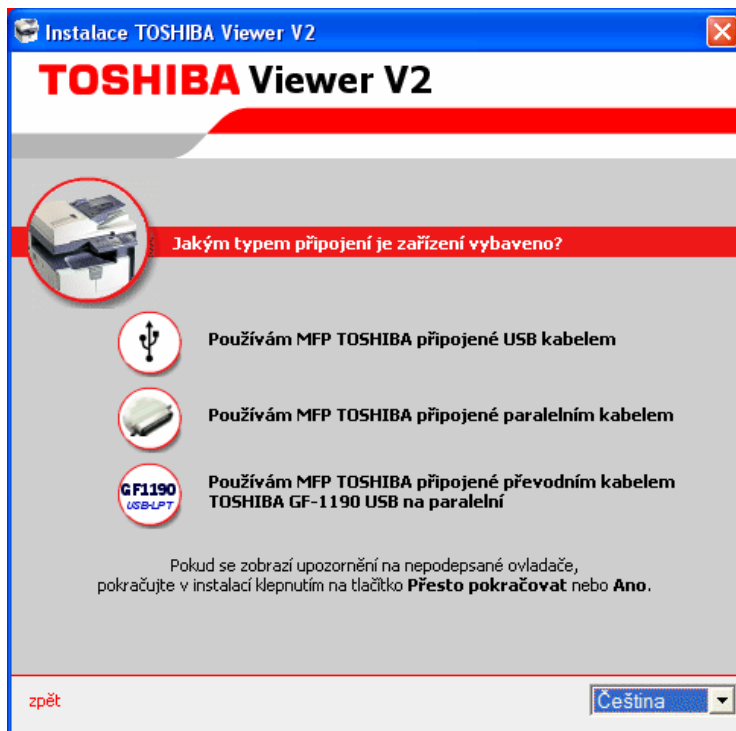 Instalace TOSHIBA Viewer V2
TOSHIBA Viewer V2
Jakým typem připojení je zařízení vybaveno?
Používám MFP TOSHIBA připojené USB kabelem
Používám MFP TOSHIBA připojené paralelním kabelem
GF1190
USB-LPT
Používám MFP TOSHIBA připojené převodním kabelem
TOSHIBA GF-1190 USB na paralelní
Pokud se zobrazí upozornění na nepodepsané ovladače,
pokračujte v instalací klepnutím na tlačítko Přesto pokračovat nebo Ano.
zpět
Čeština